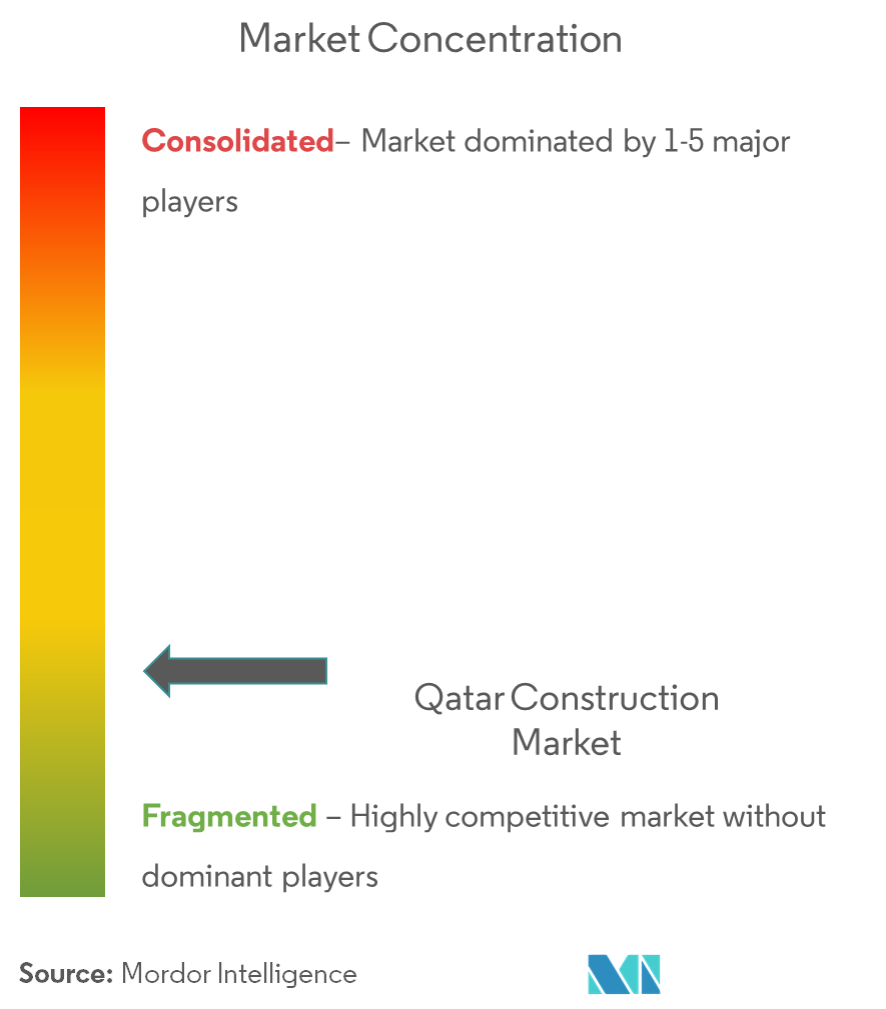 Market Concentration
Consolidated– Market dominated by 1-5 major
players
Qatar Construction
Market
Fragmented – Highly competitive market without
dominant players
Source: Mordor Intelligence